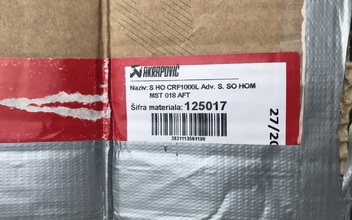 AKRAPOVIČ
Naziv: S HO CRF1000L Adv. S. SO HOM
MST 018 AFT
Šifra materiala: 125017
27/20